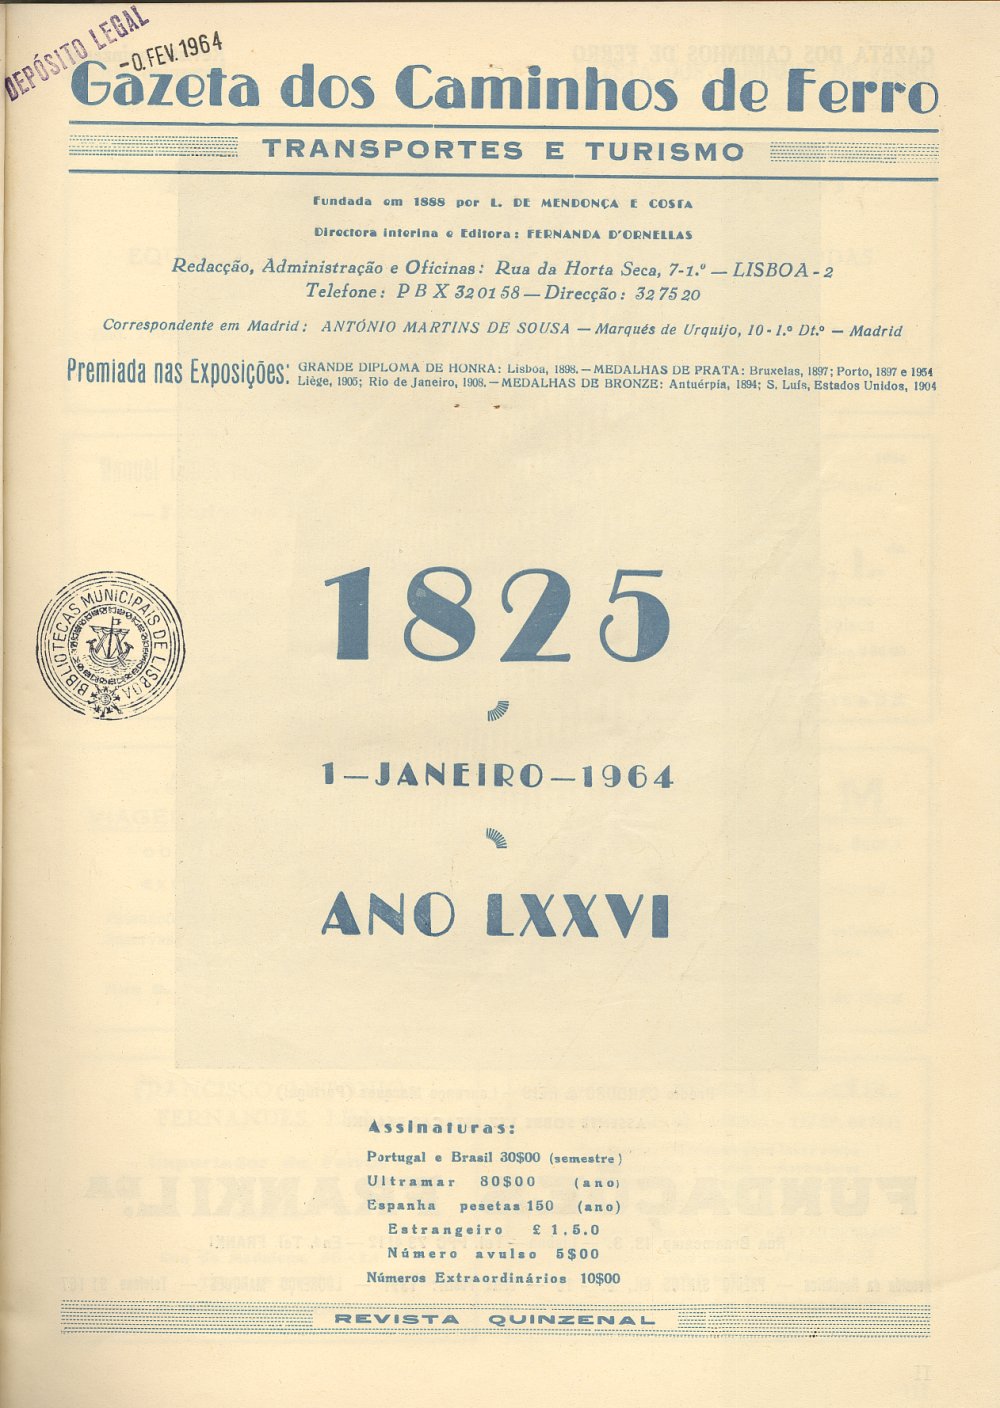 DEPÓSITO LEGAL
-0. FEV. 1964
Gazeta dos Caminhos de Ferro
TRANSPORTES E TURISMO
Fundada em 1888 por L. DE MENDONÇA E COSTA
Directora interina e Editora: FERNANDA D'ORNELLAS
Redacção, Administração e Oficinas: Rua da Horta Seca, 7-1.º — LISBOA - 2
Telefone: P B X 320158 — Direcção: 327520
Correspondente em Madrid: ANTÓNIO MARTINS DE SOUSA — Marqués de Urquijo, 10-1.º Dt.º — Madrid
Premiada nas Exposições:
GRANDE DIPLOMA DE HONRA: Lisboa, 1898. — MEDALHAS DE PRATA: Bruxelas, 1897; Porto, 1897 e 1934
Liège, 1905; Rio de Janeiro, 1908. — MEDALHAS DE BRONZE: Antuérpia, 1894; S. Luís, Estados Unidos, 1904
1825
BIBLIOTECAS MUNICIPAIS DE LISBOA
1—JANEIRO—1964
ANO LXXVI
Assinaturas:
Portugal e Brasil 30$00 (semestre)
Ultramar 80$00 (ano)
Espanha pesetas 150 (ano)
Estrangeiro £ 1.5.0
Número avulso 5$00
Números Extraordinários 10$00
REVISTA QUINZENAL